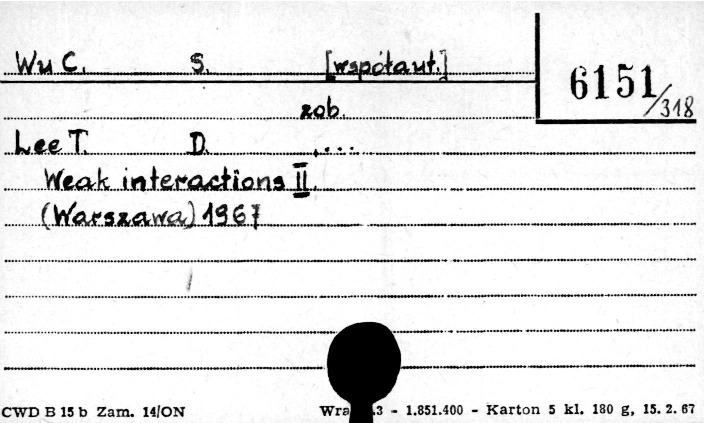 Wu C. S. [współaut.]
6151/318
zob.
Lee T. D. ,...
Weak interactions II.
(Warszawa) 1967
CWD B 15 b Zam. 14/ON
3 - 1.851.400 - Karton 5 kl. 180 g, 15. 2. 67